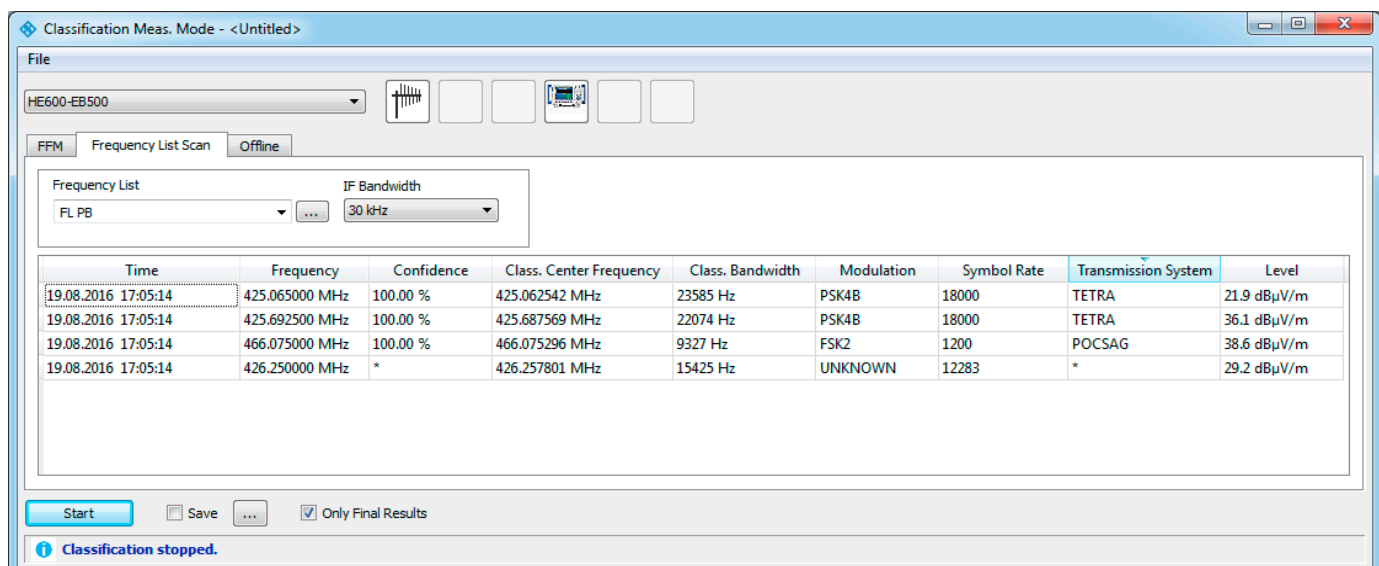 Classification Meas. Mode - <Untitled>
File
HE600-EB500
FFM Frequency List Scan Offline
Frequency List IF Bandwidth
FL PB ... 30 kHz
Time Frequency Confidence Class. Center Frequency Class. Bandwidth Modulation Symbol Rate Transmission System Level
19.08.2016 17:05:14 425.065000 MHz 100.00 % 425.062542 MHz 23585 Hz PSK4B 18000 TETRA 21.9 dBµV/m
19.08.2016 17:05:14 425.692500 MHz 100.00 % 425.687569 MHz 22074 Hz PSK4B 18000 TETRA 36.1 dBµV/m
19.08.2016 17:05:14 466.075000 MHz 100.00 % 466.075296 MHz 9327 Hz FSK2 1200 POCSAG 38.6 dBµV/m
19.08.2016 17:05:14 426.250000 MHz * 426.257801 MHz 15425 Hz UNKNOWN 12283 * 29.2 dBµV/m
Start Save ... Only Final Results
Classification stopped.